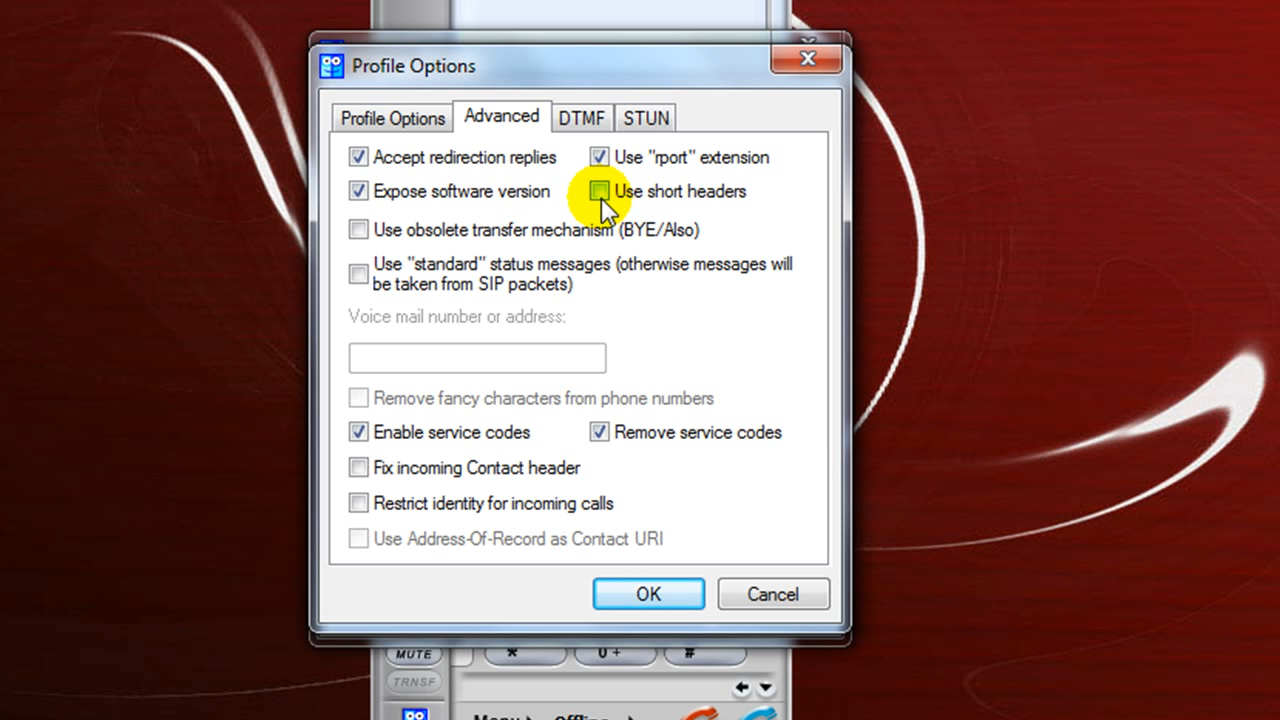 Profile Options
Profile Options Advanced DTMF STUN
Accept redirection replies Use "rport" extension
Expose software version Use short headers
Use obsolete transfer mechanism (BYE/Also)
Use "standard" status messages (otherwise messages will
be taken from SIP packets)
Voice mail number or address:
Remove fancy characters from phone numbers
Enable service codes Remove service codes
Fix incoming Contact header
Restrict identity for incoming calls
Use Address-Of-Record as Contact URI
OK Cancel
MUTE * 0 + #
TRNSF
Menu Offline